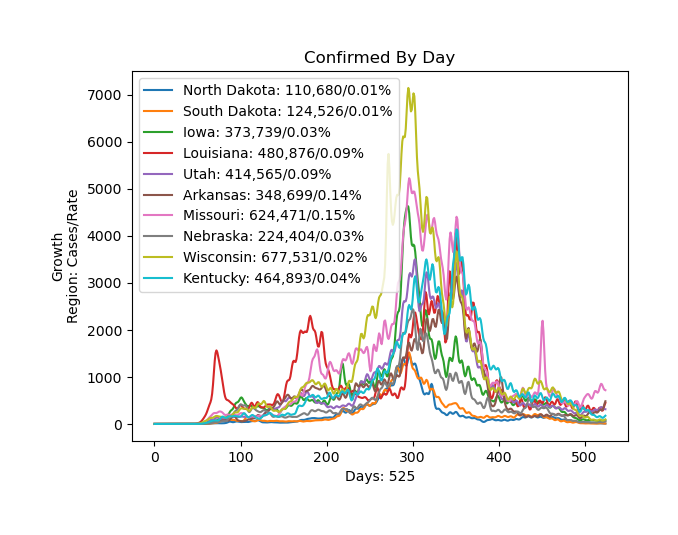 Confirmed By Day
7000
6000
5000
4000
3000
2000
1000
0
Growth
Region: Cases/Rate
North Dakota: 110,680/0.01%
South Dakota: 124,526/0.01%
Iowa: 373,739/0.03%
Louisiana: 480,876/0.09%
Utah: 414,565/0.09%
Arkansas: 348,699/0.14%
Missouri: 624,471/0.15%
Nebraska: 224,404/0.03%
Wisconsin: 677,531/0.02%
Kentucky: 464,893/0.04%
0 100 200 300 400 500
Days: 525